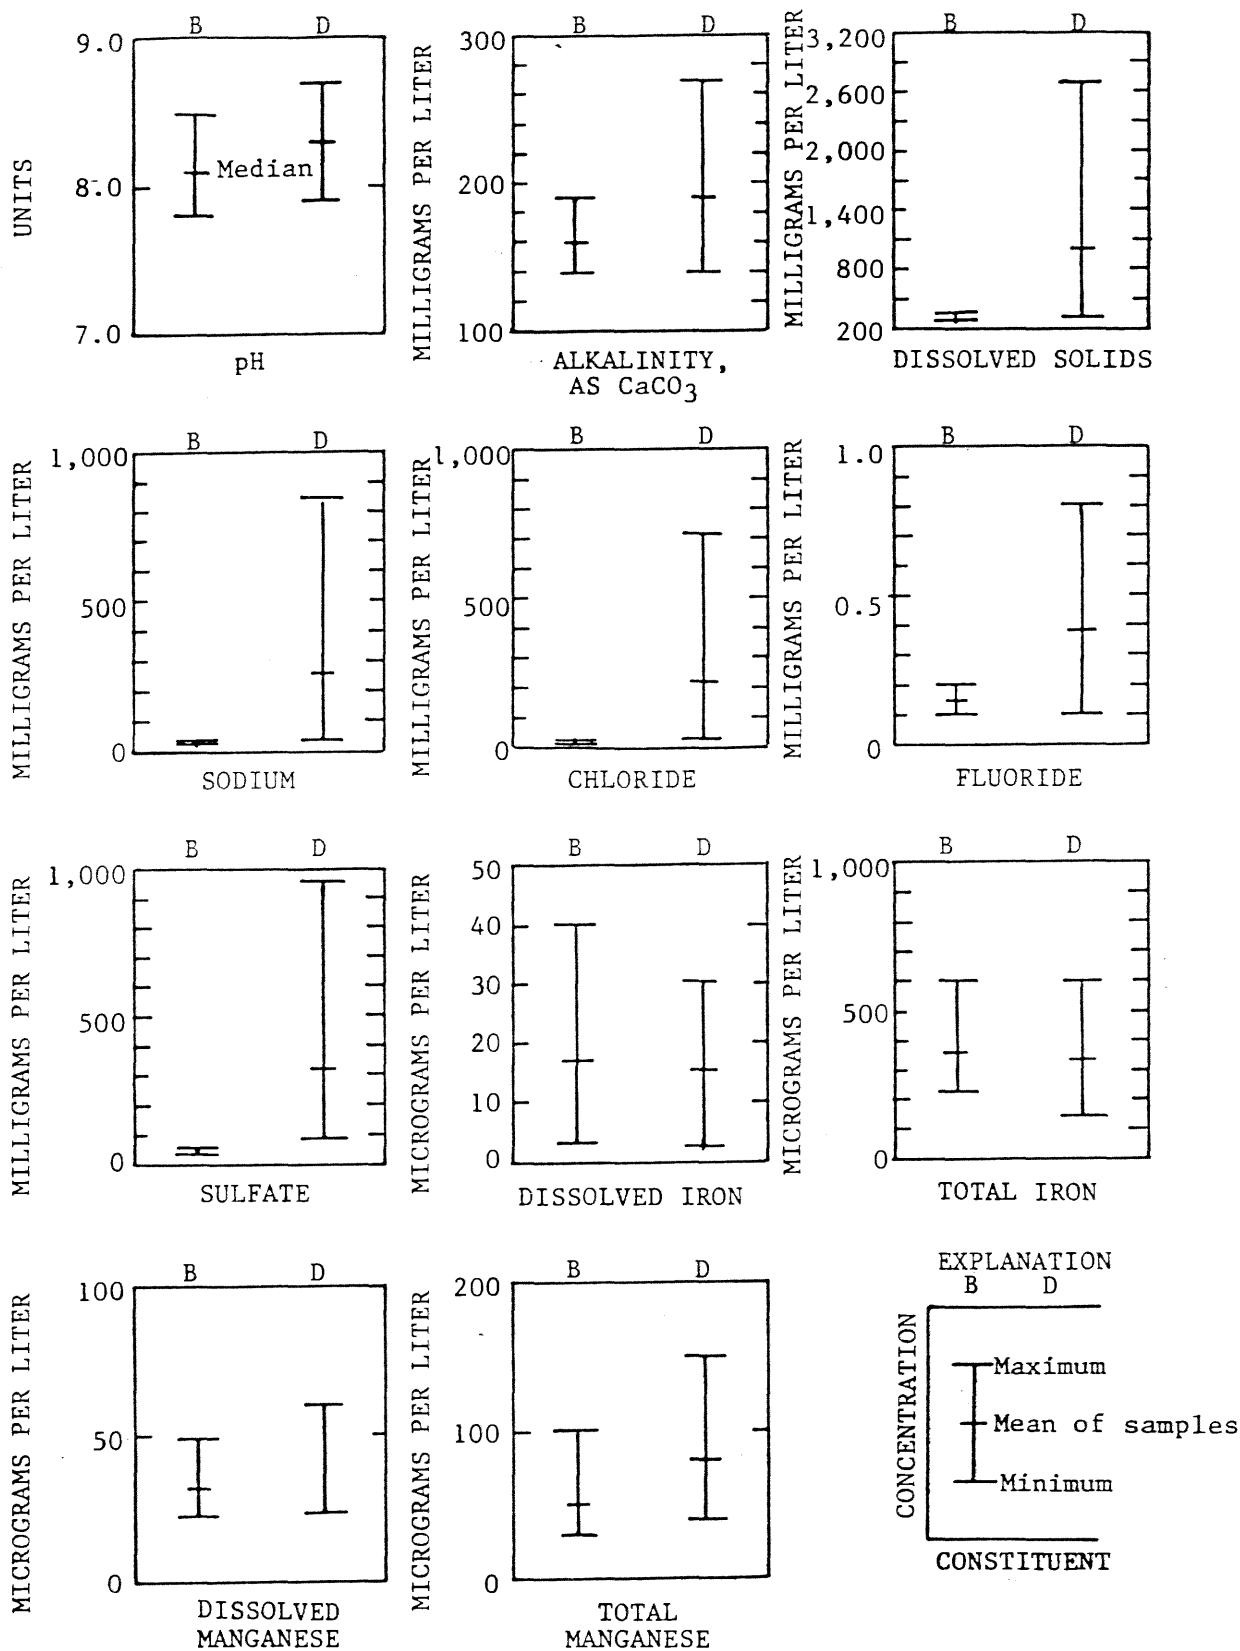 B D
9.0
8.0
7.0
UNITS
Median
pH
B D
300
200
100
MILLIGRAMS PER LITER
ALKALINITY,
AS CaCO3
B D
3,200
2,600
2,000
1,400
800
200
MILLIGRAMS PER LITER
DISSOLVED SOLIDS
B D
1,000
500
0
MILLIGRAMS PER LITER
SODIUM
B D
1,000
500
0
MILLIGRAMS PER LITER
CHLORIDE
B D
1.0
0.5
0
MILLIGRAMS PER LITER
FLUORIDE
B D
1,000
500
0
MILLIGRAMS PER LITER
SULFATE
B D
50
40
30
20
10
0
MICROGRAMS PER LITER
DISSOLVED IRON
B D
1,000
500
0
MICROGRAMS PER LITER
TOTAL IRON
B D
100
50
0
MICROGRAMS PER LITER
DISSOLVED
MANGANESE
B D
200
100
0
MICROGRAMS PER LITER
TOTAL
MANGANESE
EXPLANATION
B D
CONCENTRATION
Maximum
Mean of samples
Minimum
CONSTITUENT